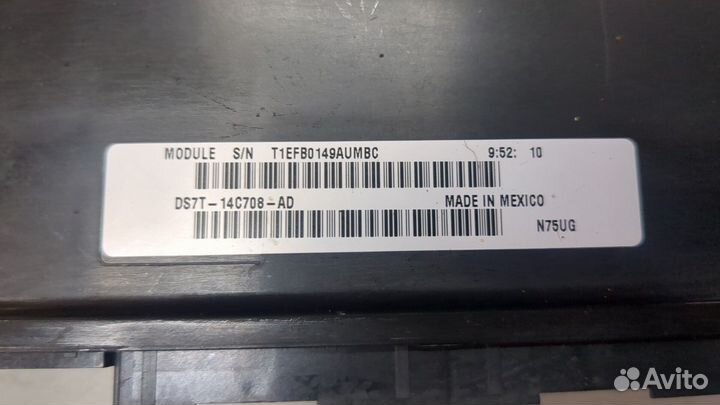 MODULE S/N T1EFB0149AUMBC 9:52: 10
DS7T-14C708-AD MADE IN MEXICO
N75UG
Avito